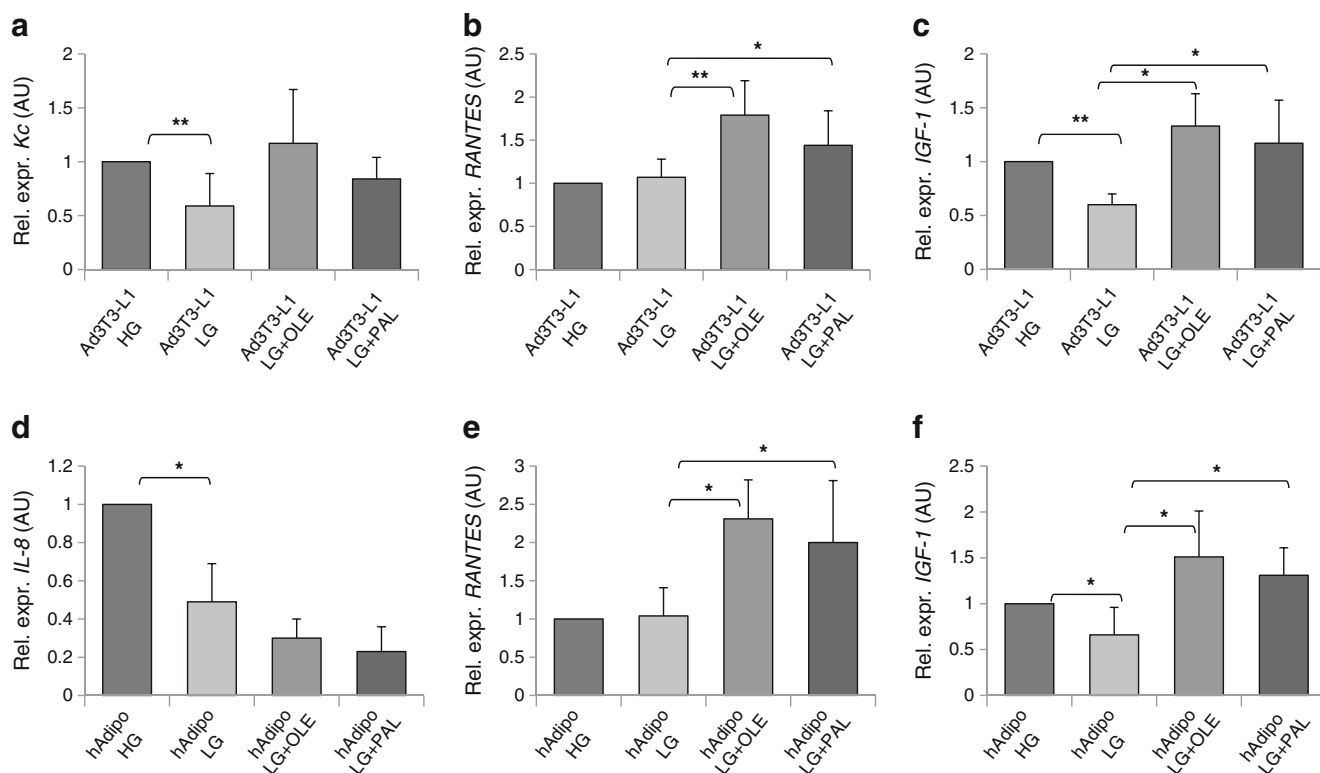 a
Rel. expr. Kc (AU)
2
1.5
1
0.5
0
**
Ad3T3-L1
HG
Ad3T3-L1
LG
Ad3T3-L1
LG+OLE
Ad3T3-L1
LG+PAL
b
Rel. expr. RANTES (AU)
2.5
2
1.5
1
0.5
0
*
**
Ad3T3-L1
HG
Ad3T3-L1
LG
Ad3T3-L1
LG+OLE
Ad3T3-L1
LG+PAL
c
Rel. expr. IGF-1 (AU)
2
1.5
1
0.5
0
*
*
**
Ad3T3-L1
HG
Ad3T3-L1
LG
Ad3T3-L1
LG+OLE
Ad3T3-L1
LG+PAL
d
Rel. expr. IL-8 (AU)
1.2
1
0.8
0.6
0.4
0.2
0
*
hAdipo
HG
hAdipo
LG
hAdipo
LG+OLE
hAdipo
LG+PAL
e
Rel. expr. RANTES (AU)
3
2.5
2
1.5
1
0.5
0
*
*
hAdipo
HG
hAdipo
LG
hAdipo
LG+OLE
hAdipo
LG+PAL
f
Rel. expr. IGF-1 (AU)
2.5
2
1.5
1
0.5
0
*
*
*
hAdipo
HG
hAdipo
LG
hAdipo
LG+OLE
hAdipo
LG+PAL